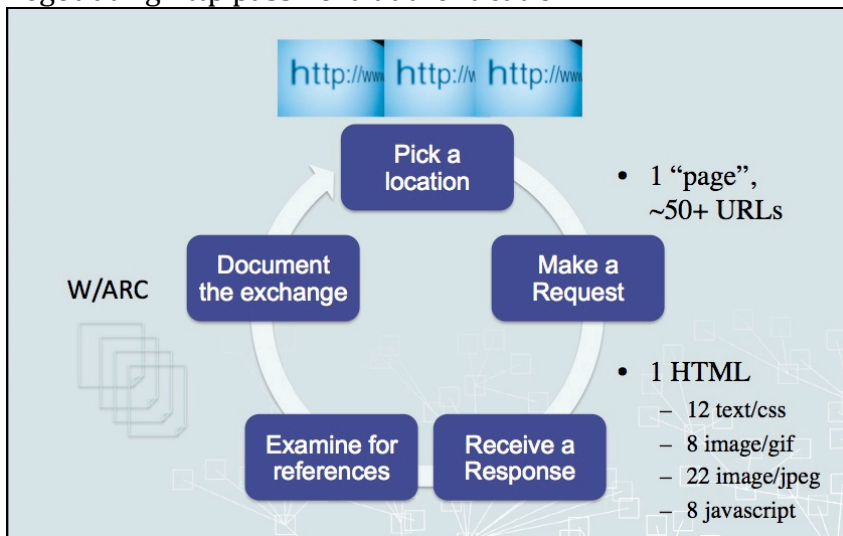 http://www
http://w
http://www
Pick a
location
• 1 “page”,
~50+ URLs
Document
the exchange
Make a
Request
W/ARC
• 1 HTML
– 12 text/css
– 8 image/gif
– 22 image/jpeg
– 8 javascript
Examine for
references
Receive a
Response